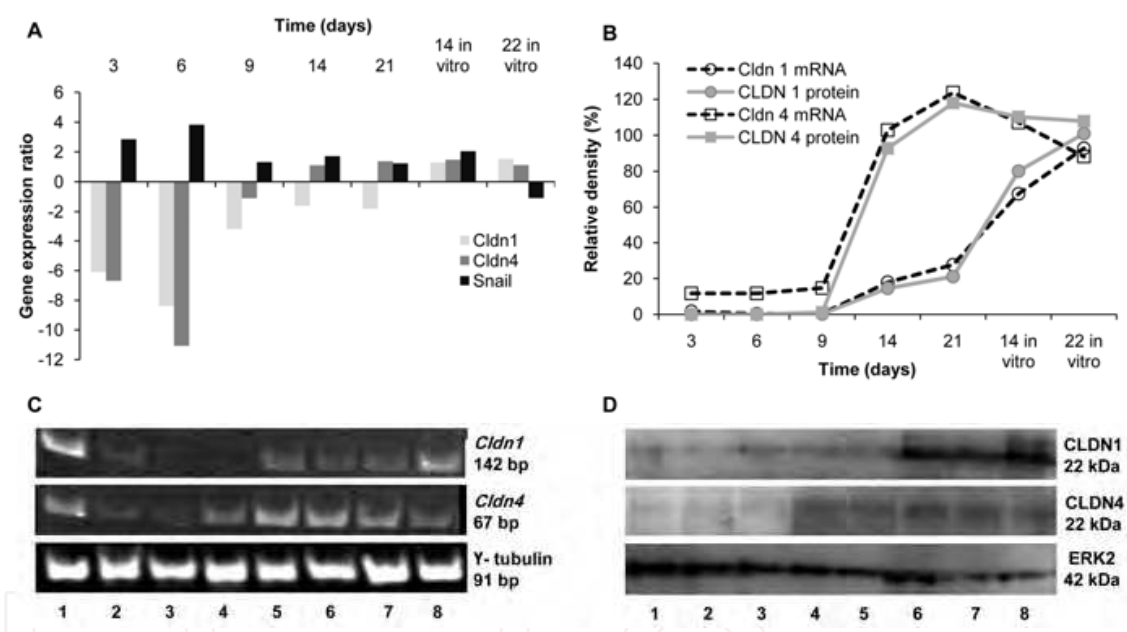 A
Time (days)
3 6 9 14 21 14 in vitro 22 in vitro
6
4
2
0
-2
-4
-6
-8
-10
-12
Gene expression ratio
Cldn1
Cldn4
Snail
B
140
120
100
80
60
40
20
0
Relative density (%)
Cldn 1 mRNA
CLDN 1 protein
Cldn 4 mRNA
CLDN 4 protein
3 6 9 14 21 14 in vitro 22 in vitro
Time (days)
C
Cldn1
142 bp
Cldn4
67 bp
Y- tubulin
91 bp
1 2 3 4 5 6 7 8
D
CLDN1
22 kDa
CLDN4
22 kDa
ERK2
42 kDa
1 2 3 4 5 6 7 8